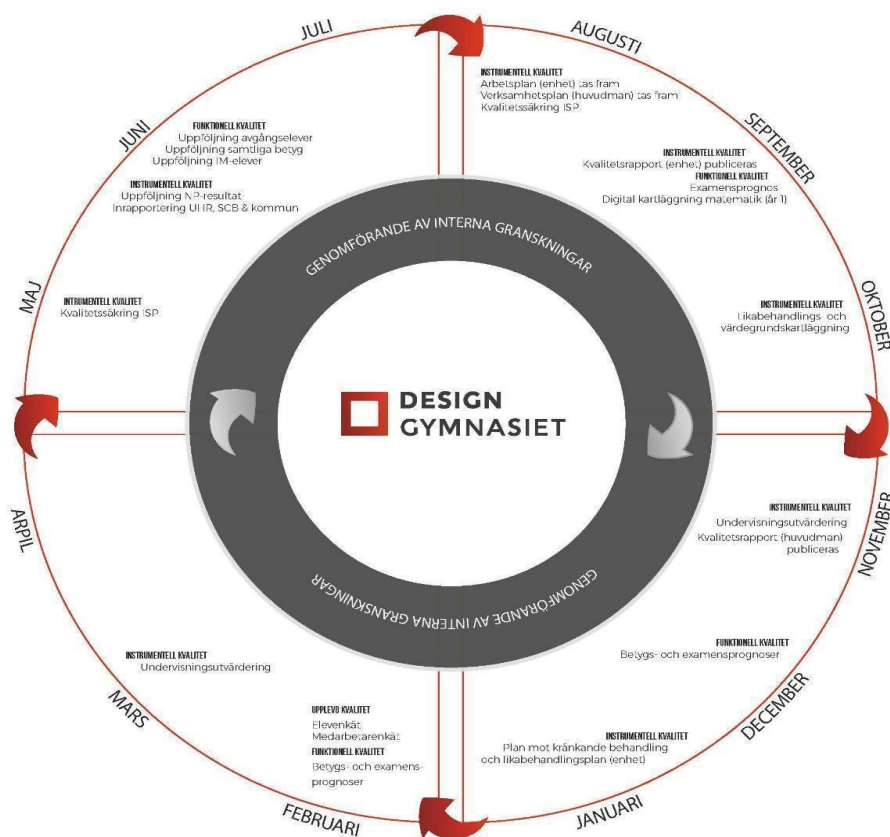 JULI
AUGUSTI
INSTRUMENTELL KVALITET
Arbetsplan (enhet) tas fram
Verksamhetsplan (huvudman) tas fram
Kvalitetssäkring ISP
SEPTEMBER
INSTRUMENTELL KVALITET
Kvalitetsrapport (enhet) publiceras
FUNKTIONELL KVALITET
Examensprognos
Digital kartläggning matematik (år 1)
OKTOBER
INSTRUMENTELL KVALITET
Likabehandlings- och
värdegrundskartläggning
NOVEMBER
INSTRUMENTELL KVALITET
Undervisningsutvärdering
Kvalitetsrapport (huvudman)
publiceras
DECEMBER
FUNKTIONELL KVALITET
Betygs- och examensprognoser
JANUARI
INSTRUMENTELL KVALITET
Plan mot kränkande behandling
och likabehandlingsplan (enhet)
FEBRUARI
UPPLEVD KVALITET
Elevenkät
Medarbetarenkät
FUNKTIONELL KVALITET
Betygs- och examens-
prognoser
MARS
INSTRUMENTELL KVALITET
Undervisningsutvärdering
ARPIL
MAJ
INTRUMENTELL KVALITET
Kvalitetssäkring ISP
JUNI
FUNKTIONELL KVALITET
Uppföljning avgångselever
Uppföljning samtliga betyg
Uppföljning IM-elever
INSTRUMENTELL KVALITET
Uppföljning NP-resultat
Inrapportering UHR, SCB & kommun
GENOMFÖRANDE AV INTERNA GRANSKNINGAR
DESIGN
GYMNASIET
GENOMFÖRANDE AV INTERNA GRANSKNINGAR